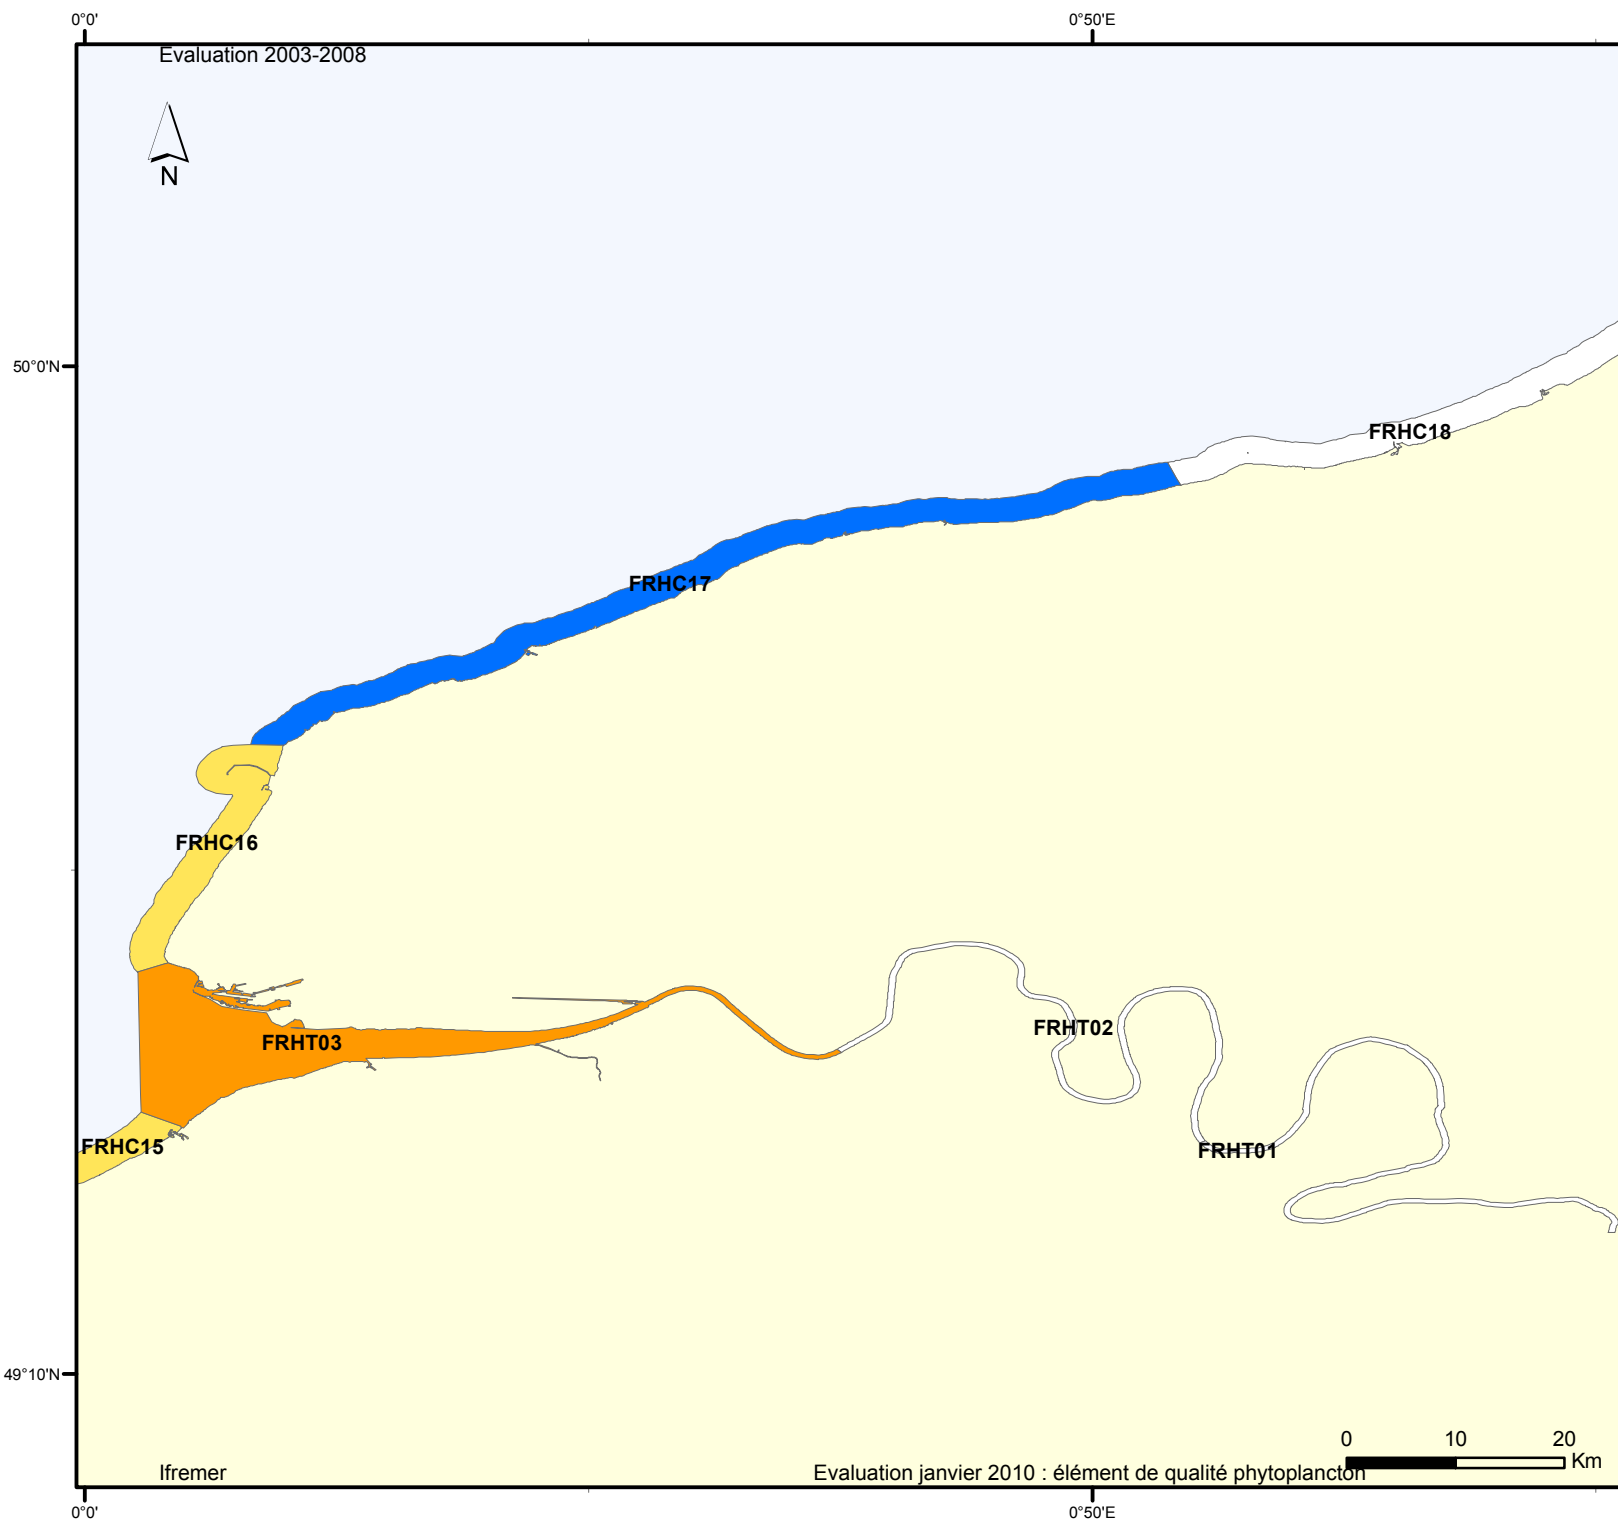 0°0'
0°50'E
Evaluation 2003-2008
N
50°0'N
FRHC18
FRHC17
FRHC16
FRHT02
FRHT03
FRHC15
FRHT01
49°10'N
0 10 20
Km
Ifremer
Evaluation janvier 2010 : élément de qualité phytoplancton
0°0'
0°50'E